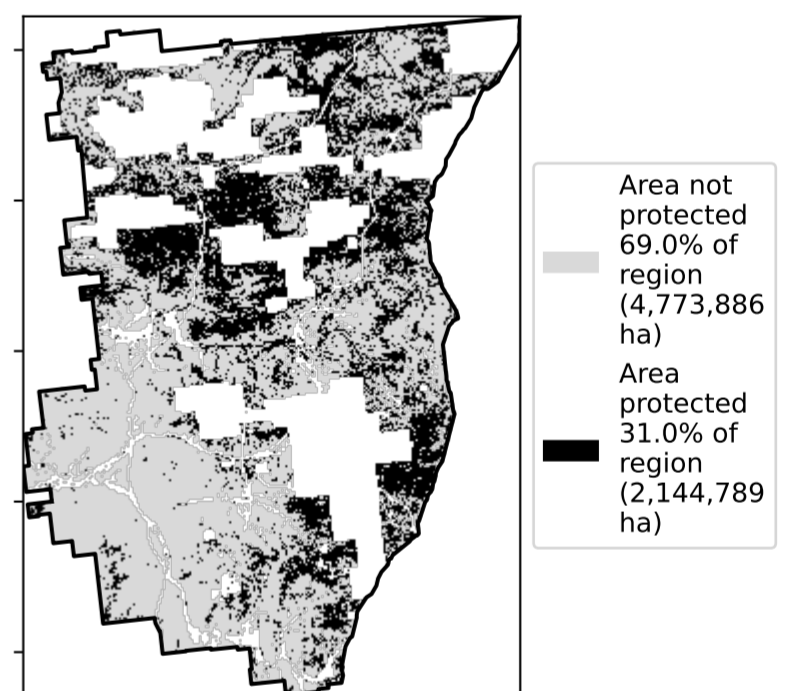 Area not
protected
69.0% of
region
(4,773,886
ha)
Area
protected
31.0% of
region
(2,144,789
ha)